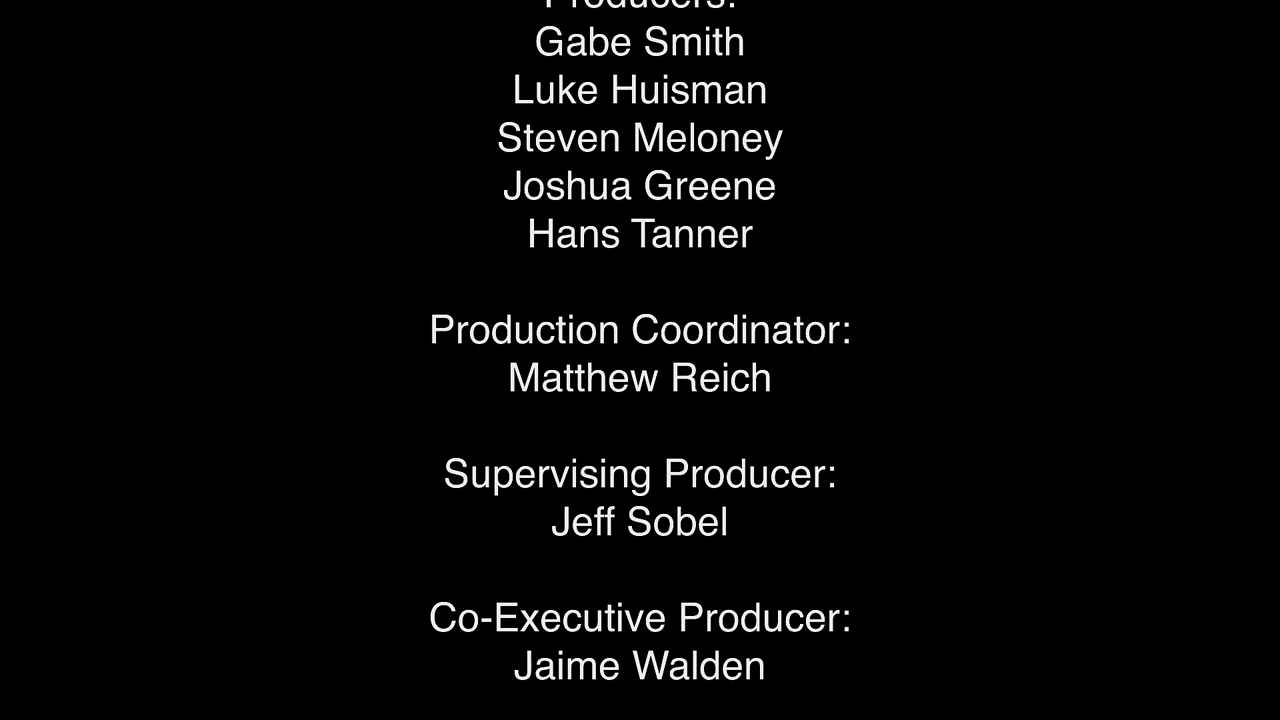 Producers:
Gabe Smith
Luke Huisman
Steven Meloney
Joshua Greene
Hans Tanner
Production Coordinator:
Matthew Reich
Supervising Producer:
Jeff Sobel
Co-Executive Producer:
Jaime Walden